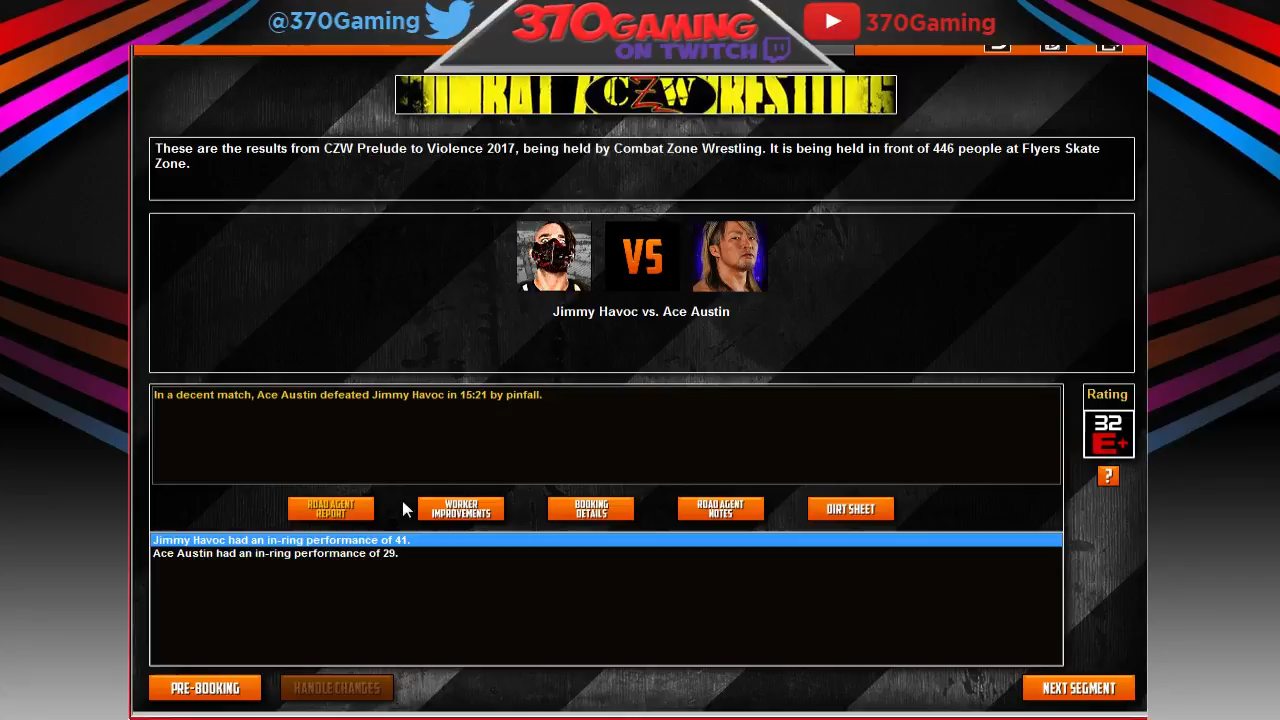 @370Gaming
370GAMING
ON TWITCH
370Gaming
COMBAT ZONE WRESTLING
CZW
These are the results from CZW Prelude to Violence 2017, being held by Combat Zone Wrestling. It is being held in front of 446 people at Flyers Skate
Zone.
VS
Jimmy Havoc vs. Ace Austin
In a decent match, Ace Austin defeated Jimmy Havoc in 15:21 by pinfall.
Rating
32
E+
?
ROAD AGENT
REPORT
WORKER
IMPROVEMENTS
BOOKING
DETAILS
ROAD AGENT
NOTES
DIRT SHEET
Jimmy Havoc had an in-ring performance of 41.
Ace Austin had an in-ring performance of 29.
PRE-BOOKING
HANDLE CHANGES
NEXT SEGMENT